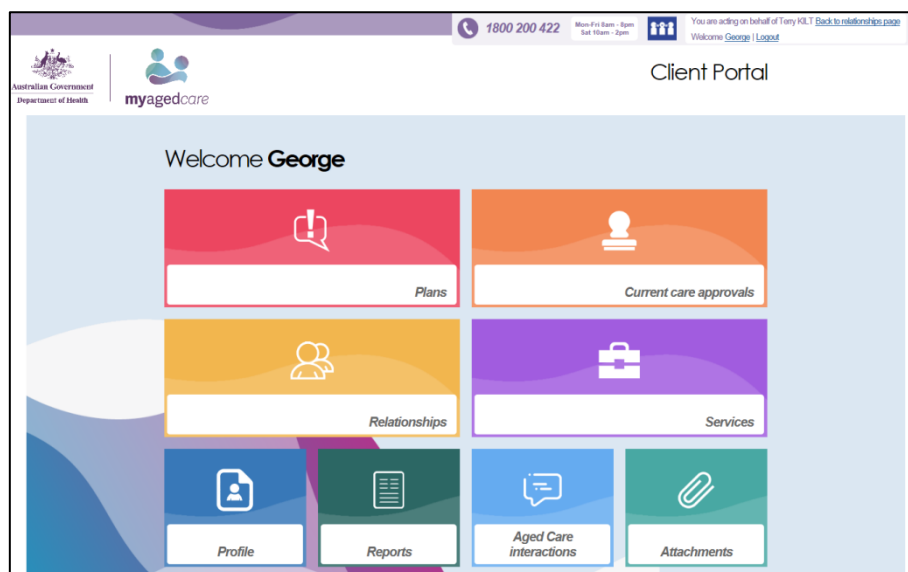 1800 200 422
Mon-Fri 8am - 8pm
Sat 10am - 2pm
You are acting on behalf of Terry KILT Back to relationships page
Welcome George | Logout
Australian Government
Department of Health
myagedcare
Client Portal
Welcome George
Plans
Current care approvals
Relationships
Services
Profile
Reports
Aged Care
interactions
Attachments